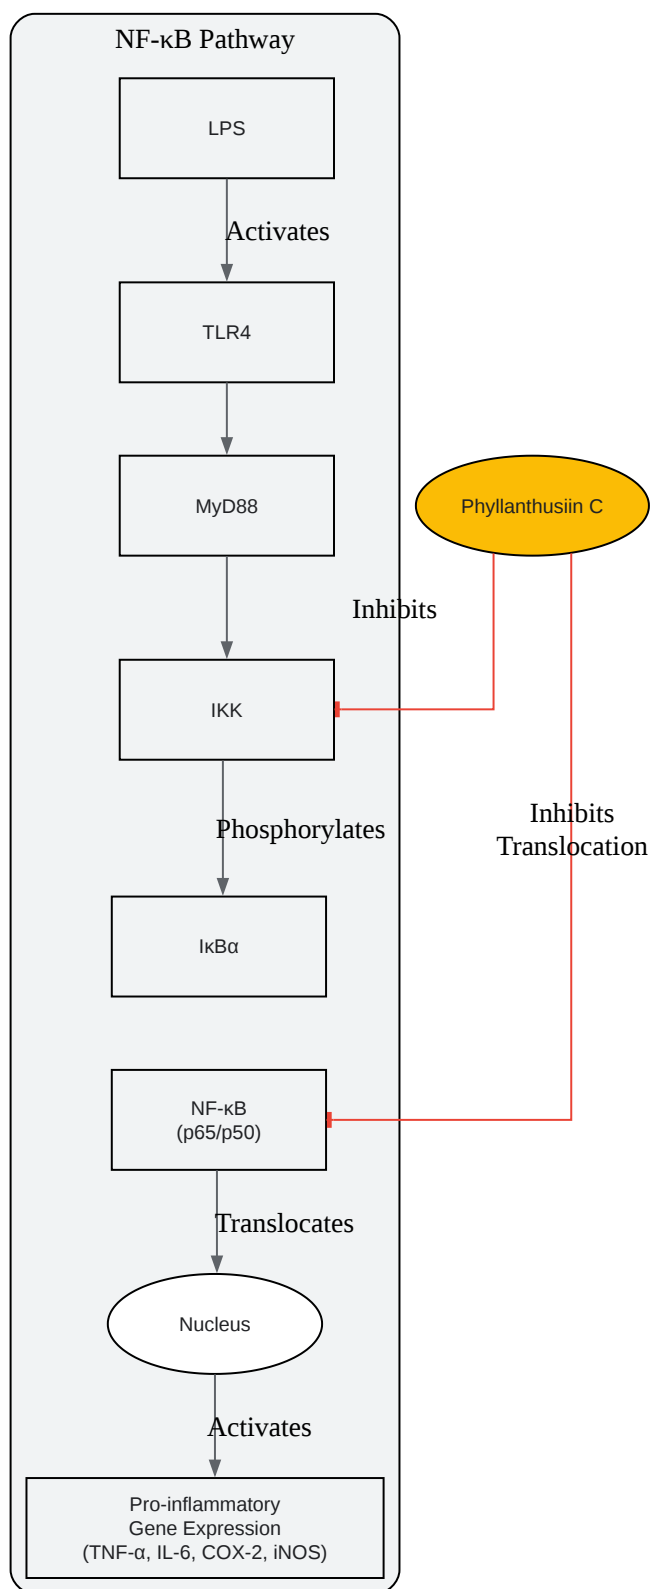 NF-κB Pathway
LPS
Activates
TLR4
MyD88
Phyllanthusiin C
Inhibits
IKK
Inhibits
Translocation
Phosphorylates
IκBα
NF-κB
(p65/p50)
Translocates
Nucleus
Activates
Pro-inflammatory
Gene Expression
(TNF-α, IL-6, COX-2, iNOS)